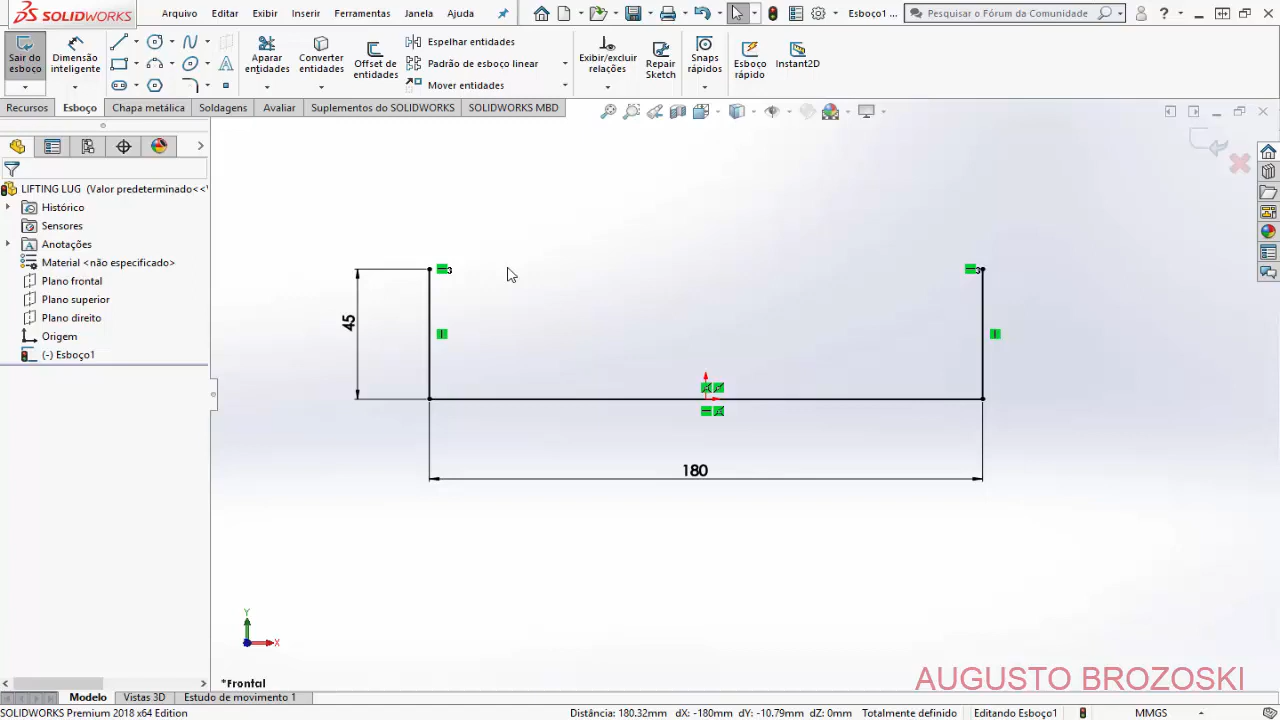 SOLIDWORKS
Arquivo Editar Exibir Inserir Ferramentas Janela Ajuda
Esboço1 ...
Pesquisar o Fórum da Comunidade
Sair do esboço
Dimensão inteligente
Aparar entidades
Converter entidades
Offset de entidades
Espelhar entidades
Padrão de esboço linear
Mover entidades
Exibir/excluir relações
Repair Sketch
Snaps rápidos
Esboço rápido
Instant2D
Recursos Esboço Chapa metálica Soldagens Avaliar Suplementos do SOLIDWORKS SOLIDWORKS MBD
LIFTING LUG (Valor predeterminado<<
Histórico
Sensores
Anotações
Material <não especificado>
Plano frontal
Plano superior
Plano direito
Origem
(-) Esboço1
3
3
45
180
Y
X
*Frontal
AUGUSTO BROZOSKI
Modelo Vistas 3D Estudo de movimento 1
SOLIDWORKS Premium 2018 x64 Edition
Distância: 180.32mm dX: -180mm dY: -10.79mm dZ: 0mm Totalmente definido Editando Esboço1 MMGS